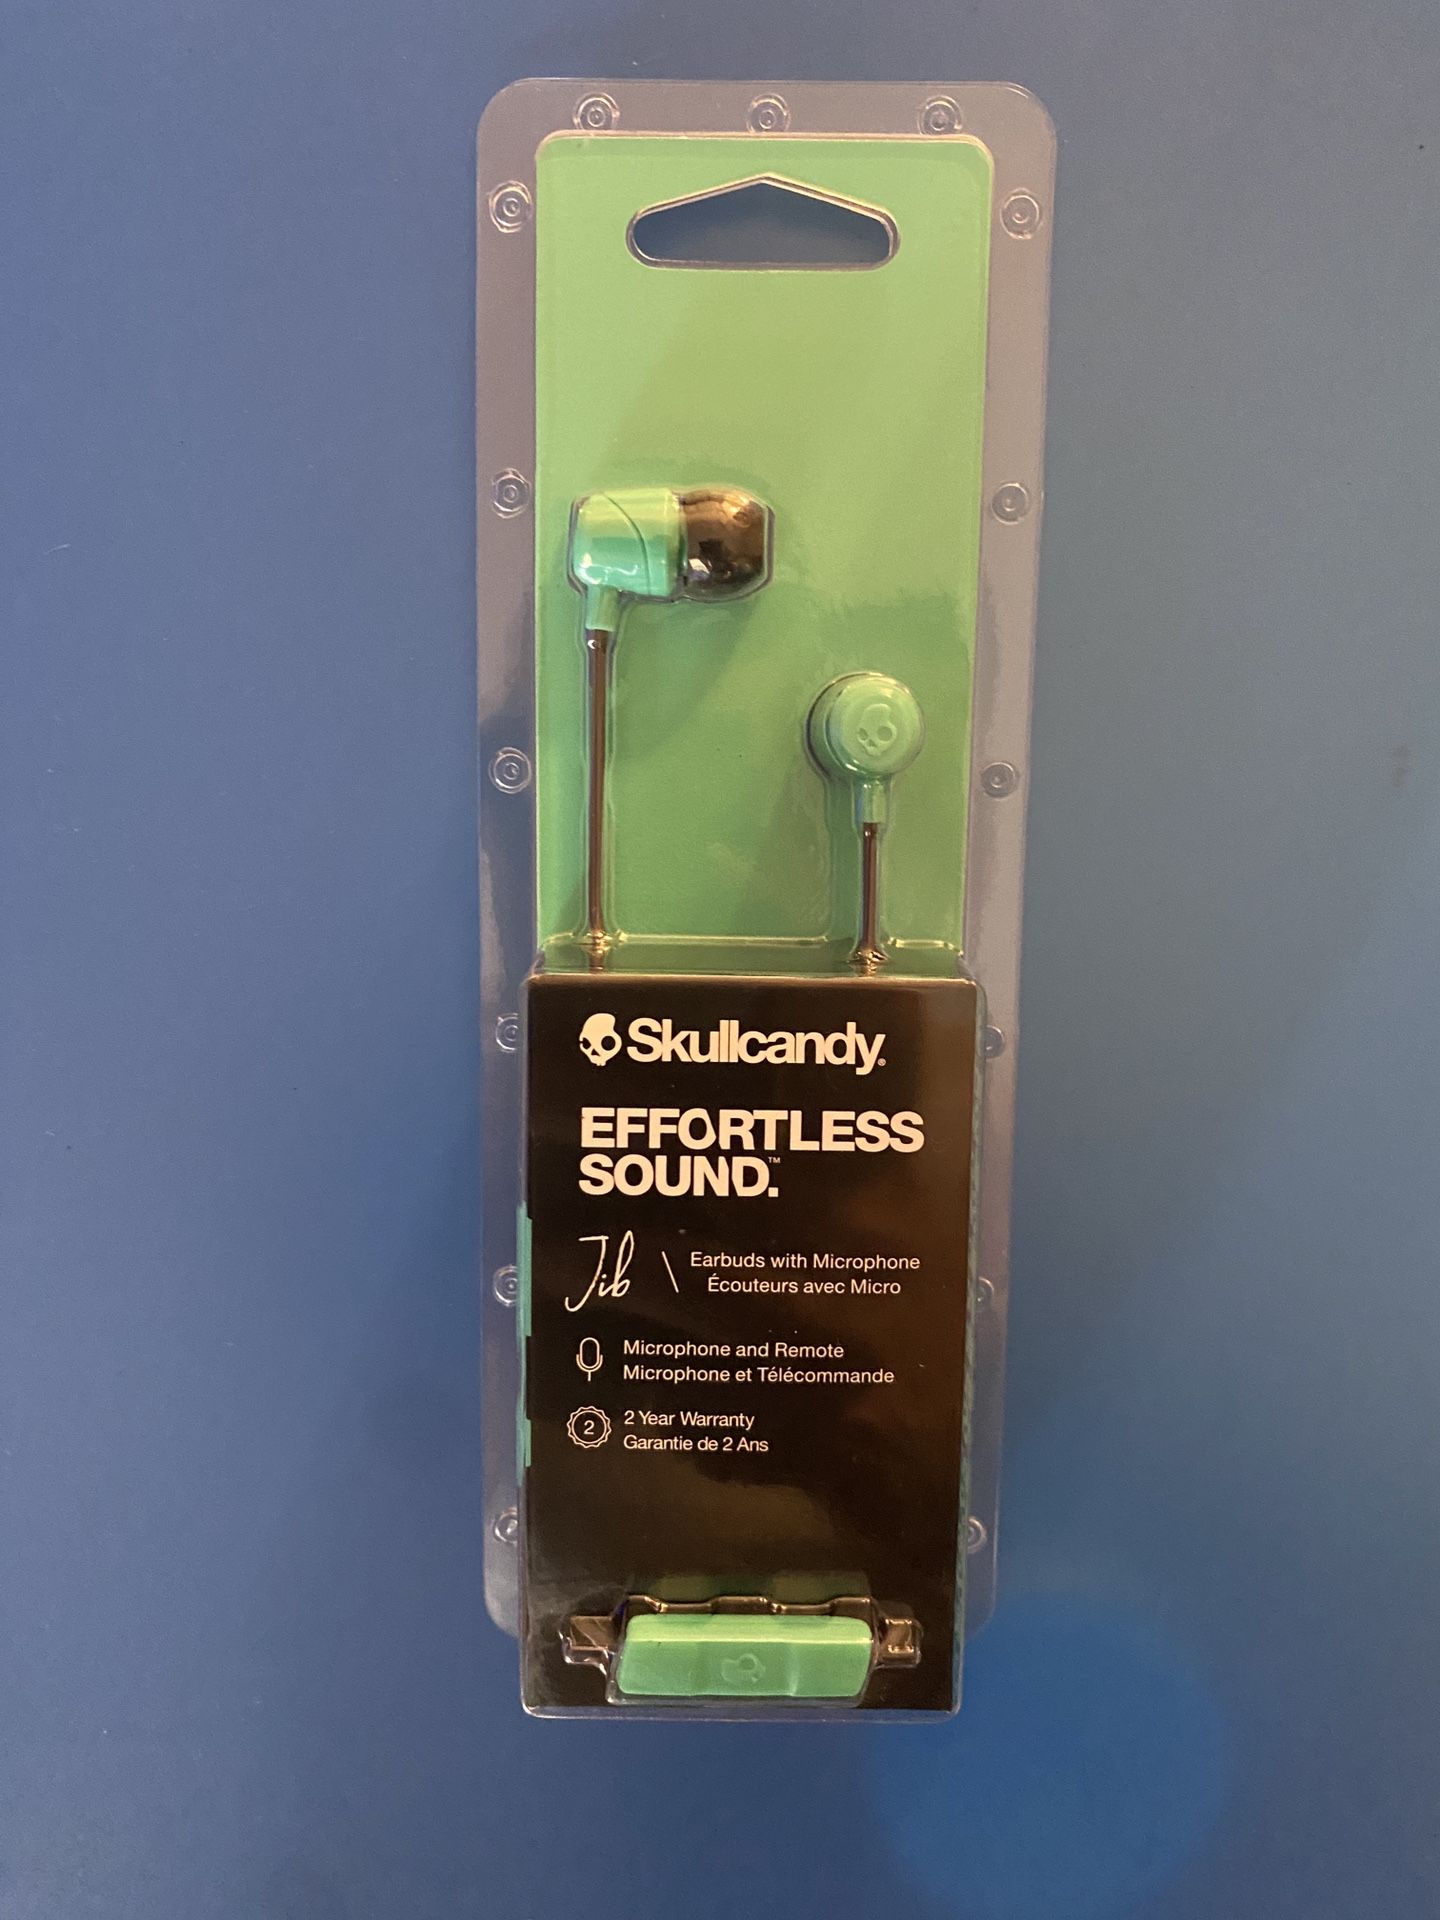 Skullcandy®
EFFORTLESS
SOUND.™
Jib \ Earbuds with Microphone
Écouteurs avec Micro
Microphone and Remote
Microphone et Télécommande
2
2 Year Warranty
Garantie de 2 Ans